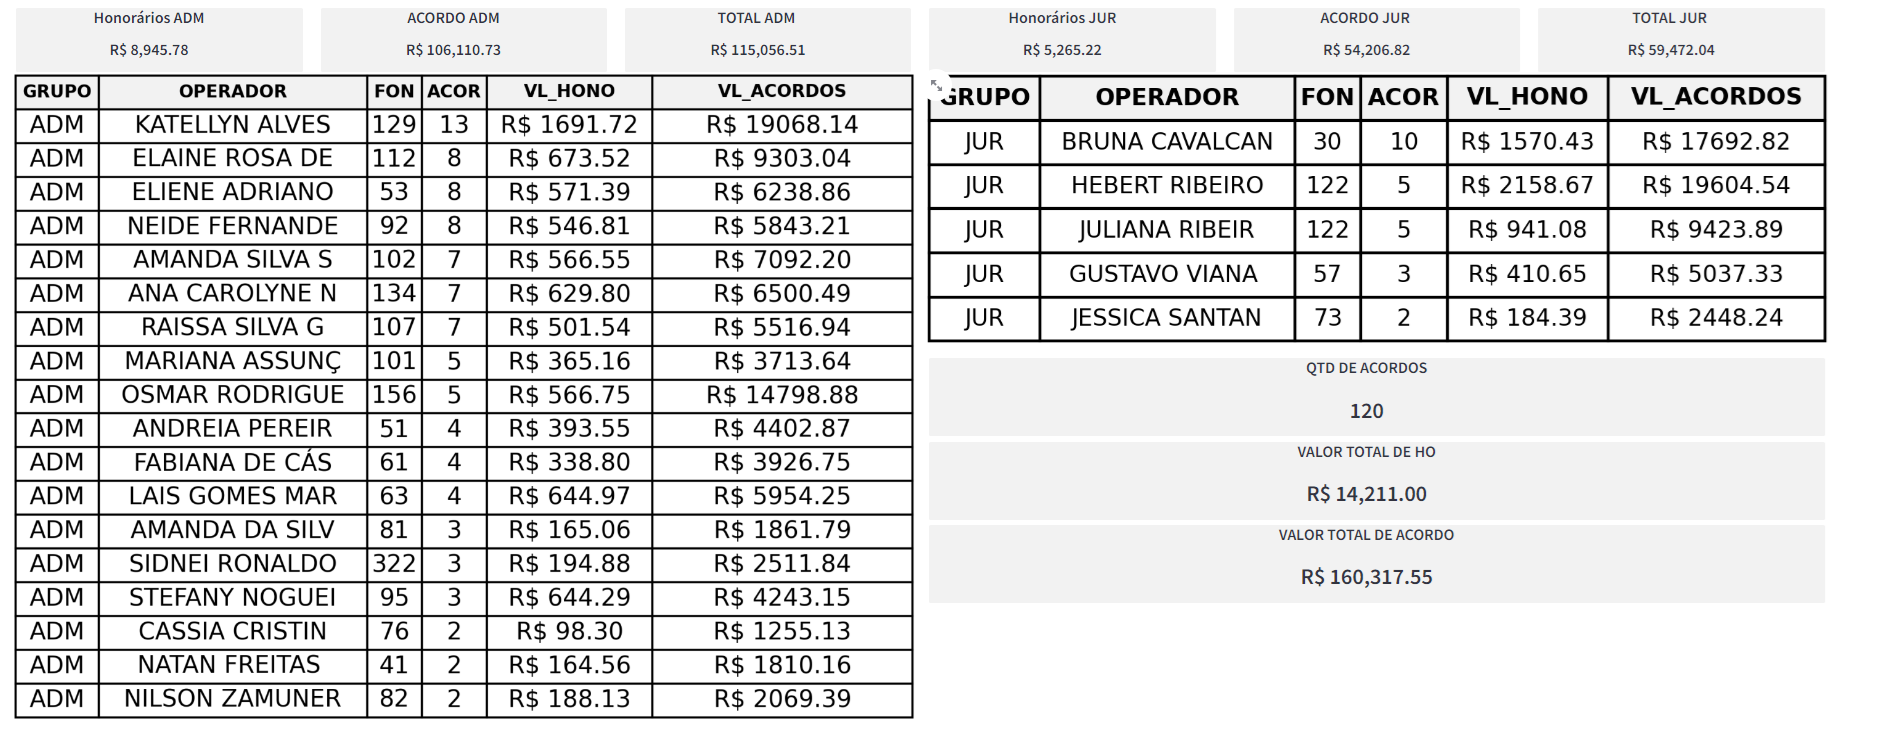 Honorários ADM
R$ 8,945.78
ACORDO ADM
R$ 106,110.73
TOTAL ADM
R$ 115,056.51
GRUPO OPERADOR FON ACOR VL_HONO VL_ACORDOS
ADM KATELLYN ALVES 129 13 R$ 1691.72 R$ 19068.14
ADM ELAINE ROSA DE 112 8 R$ 673.52 R$ 9303.04
ADM ELIENE ADRIANO 53 8 R$ 571.39 R$ 6238.86
ADM NEIDE FERNANDE 92 8 R$ 546.81 R$ 5843.21
ADM AMANDA SILVA S 102 7 R$ 566.55 R$ 7092.20
ADM ANA CAROLYNE N 134 7 R$ 629.80 R$ 6500.49
ADM RAISSA SILVA G 107 7 R$ 501.54 R$ 5516.94
ADM MARIANA ASSUNÇ 101 5 R$ 365.16 R$ 3713.64
ADM OSMAR RODRIGUE 156 5 R$ 566.75 R$ 14798.88
ADM ANDREIA PEREIR 51 4 R$ 393.55 R$ 4402.87
ADM FABIANA DE CÁS 61 4 R$ 338.80 R$ 3926.75
ADM LAIS GOMES MAR 63 4 R$ 644.97 R$ 5954.25
ADM AMANDA DA SILV 81 3 R$ 165.06 R$ 1861.79
ADM SIDNEI RONALDO 322 3 R$ 194.88 R$ 2511.84
ADM STEFANY NOGUEI 95 3 R$ 644.29 R$ 4243.15
ADM CASSIA CRISTIN 76 2 R$ 98.30 R$ 1255.13
ADM NATAN FREITAS 41 2 R$ 164.56 R$ 1810.16
ADM NILSON ZAMUNER 82 2 R$ 188.13 R$ 2069.39
Honorários JUR
R$ 5,265.22
ACORDO JUR
R$ 54,206.82
TOTAL JUR
R$ 59,472.04
GRUPO OPERADOR FON ACOR VL_HONO VL_ACORDOS
JUR BRUNA CAVALCAN 30 10 R$ 1570.43 R$ 17692.82
JUR HEBERT RIBEIRO 122 5 R$ 2158.67 R$ 19604.54
JUR JULIANA RIBEIR 122 5 R$ 941.08 R$ 9423.89
JUR GUSTAVO VIANA 57 3 R$ 410.65 R$ 5037.33
JUR JESSICA SANTAN 73 2 R$ 184.39 R$ 2448.24
QTD DE ACORDOS
120
VALOR TOTAL DE HO
R$ 14,211.00
VALOR TOTAL DE ACORDO
R$ 160,317.55